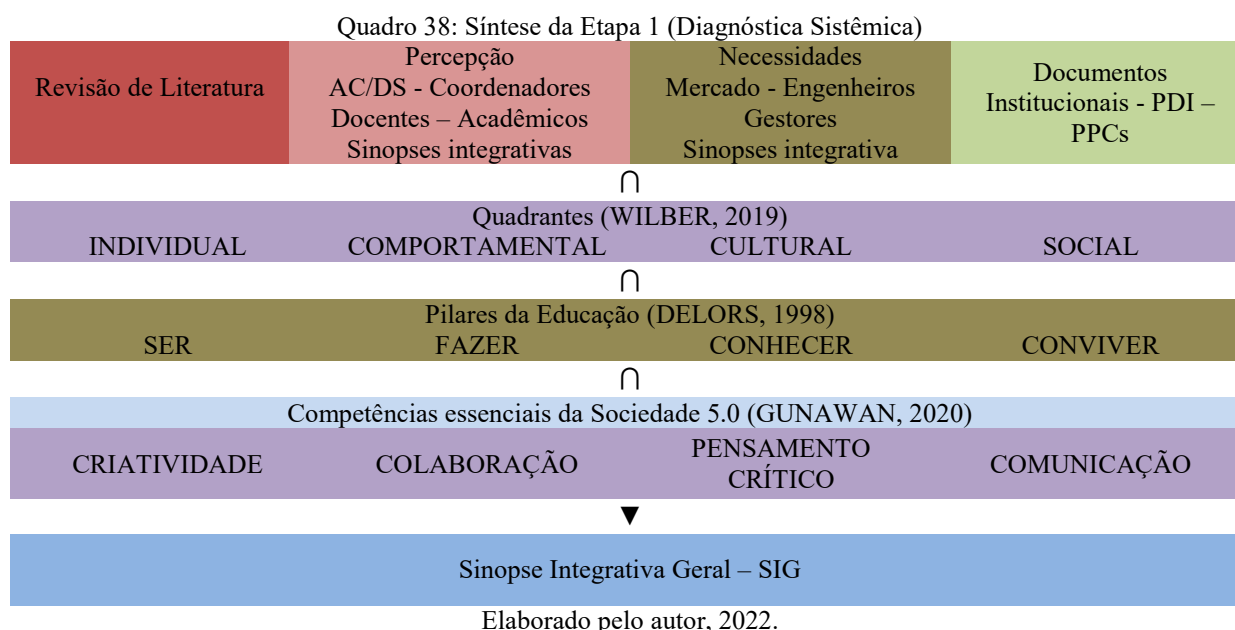 Quadro 38: Síntese da Etapa 1 (Diagnóstica Sistêmica)
Revisão de Literatura
Percepção
AC/DS - Coordenadores
Docentes – Acadêmicos
Sinopses integrativas
Necessidades
Mercado - Engenheiros
Gestores
Sinopses integrativa
Documentos
Institucionais - PDI –
PPCs
∩
Quadrantes (WILBER, 2019)
INDIVIDUAL COMPORTAMENTAL CULTURAL SOCIAL
∩
Pilares da Educação (DELORS, 1998)
SER FAZER CONHECER CONVIVER
∩
Competências essenciais da Sociedade 5.0 (GUNAWAN, 2020)
CRIATIVIDADE
COLABORAÇÃO
PENSAMENTO
CRÍTICO
COMUNICAÇÃO
▼
Sinopse Integrativa Geral – SIG
Elaborado pelo autor, 2022.